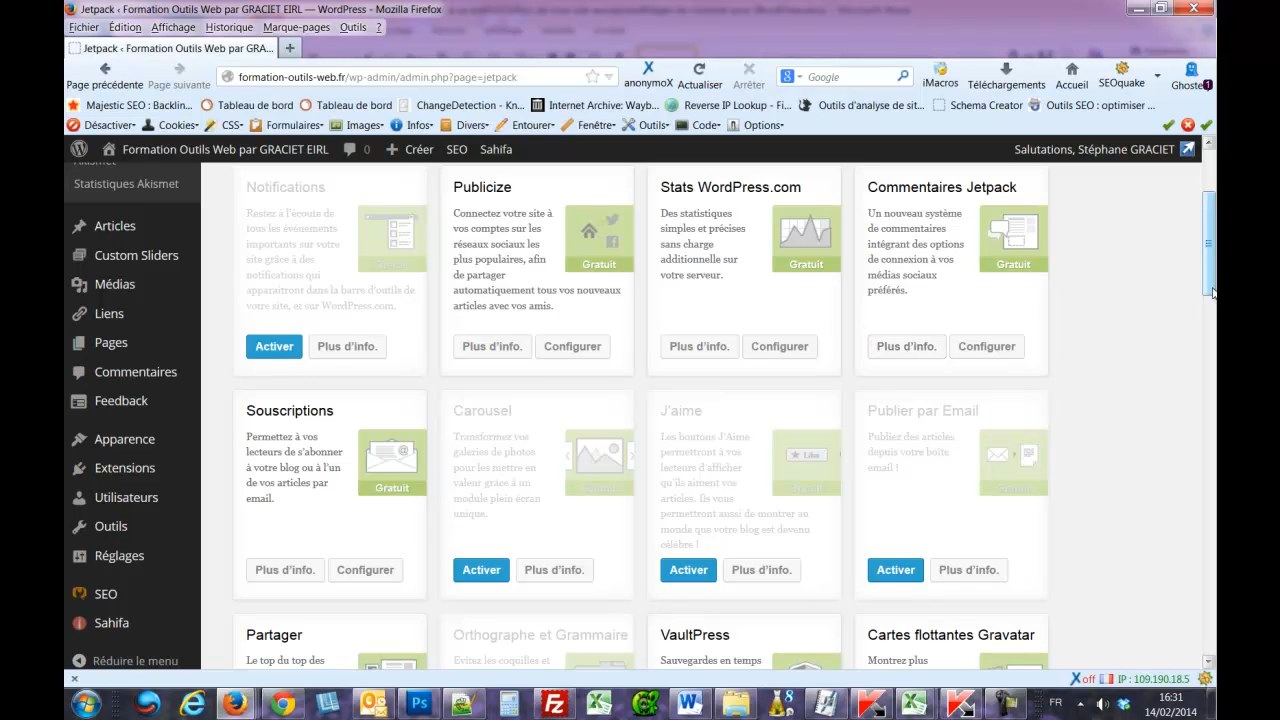 Jetpack ‹ Formation Outils Web par GRACIET EIRL — WordPress - Mozilla Firefox
Fichier Édition Affichage Historique Marque-pages Outils ?
Jetpack ‹ Formation Outils Web par GRA... +
Page précédente Page suivante formation-outils-web.fr/wp-admin/admin.php?page=jetpack anonymoX Actualiser Arrêter Google iMacros Téléchargements Accueil SEOquake Ghoste 1
Majestic SEO : Backlin... Tableau de bord Tableau de bord ChangeDetection - Kn... Internet Archive: Wayb... Reverse IP Lookup - Fi... Outils d'analyse de sit... Schema Creator Outils SEO : optimiser ...
Désactiver Cookies CSS Formulaires Images Infos Divers Entourer Fenêtre Outils Code Options
Formation Outils Web par GRACIET EIRL 0 + Créer SEO Sahifa Salutations, Stéphane GRACIET
Akismet
Statistiques Akismet
Articles
Custom Sliders
Médias
Liens
Pages
Commentaires
Feedback
Apparence
Extensions
Utilisateurs
Outils
Réglages
SEO
Sahifa
Réduire le menu
Notifications
Restez à l'écoute de
tous les événements
importants sur votre
site grâce à des
notifications qui
apparaitront dans la barre d'outils de
votre site, et sur WordPress.com.
Activer Plus d'info.
Publicize
Connectez votre site à
vos comptes sur les
réseaux sociaux les
plus populaires, afin
de partager
automatiquement tous vos nouveaux
articles avec vos amis.
Gratuit
Plus d'info. Configurer
Stats WordPress.com
Des statistiques
simples et précises
sans charge
additionnelle sur
votre serveur.
Gratuit
Plus d'info. Configurer
Commentaires Jetpack
Un nouveau système
de commentaires
intégrant des options
de connexion à vos
médias sociaux
préférés.
Gratuit
Plus d'info. Configurer
Souscriptions
Permettez à vos
lecteurs de s'abonner
à votre blog ou à l'un
de vos articles par
email.
Gratuit
Plus d'info. Configurer
Carousel
Transformez vos
galeries de photos
pour les mettre en
valeur grâce à un
module plein écran
unique.
Activer Plus d'info.
J'aime
Les boutons J'Aime
permettront à vos
lecteurs d'afficher
qu'ils aiment vos
articles. Ils vous
permettront aussi de montrer au
monde que votre blog est devenu
célèbre !
Like
Activer Plus d'info.
Publier par Email
Publiez des articles
depuis votre boîte
email !
Activer Plus d'info.
Partager
Le top du top des
Orthographe et Grammaire
Evitez les coquilles et
VaultPress
Sauvegardes en temps
Cartes flottantes Gravatar
Montrez plus
X off IP : 109.190.18.5
FR 16:31
14/02/2014